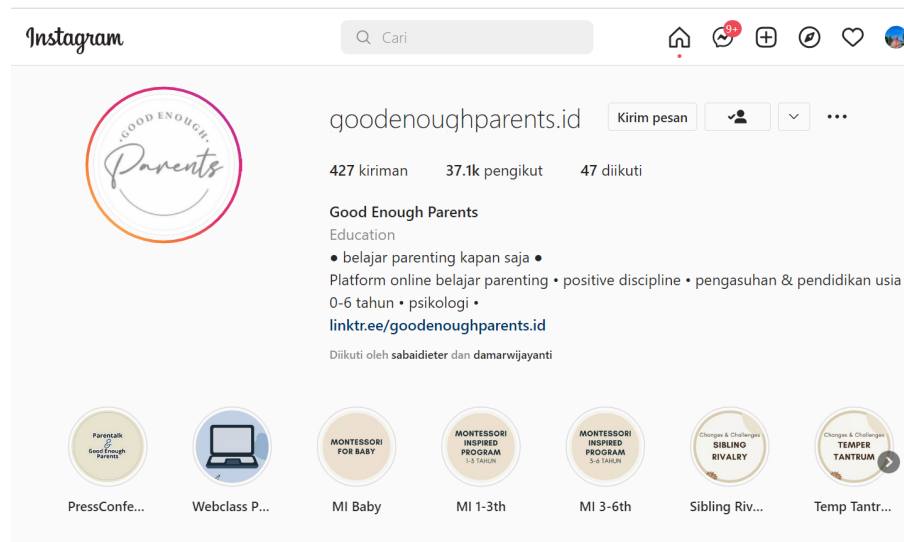 Instagram
Cari
9+
GOOD ENOUGH
Parents
goodenoughparents.id
Kirim pesan
427 kiriman 37.1k pengikut 47 diikuti
Good Enough Parents
Education
● belajar parenting kapan saja ●
Platform online belajar parenting • positive discipline • pengasuhan & pendidikan usia
0-6 tahun • psikologi •
linktr.ee/goodenoughparents.id
Diikuti oleh sabaidieter dan damarwijayanti
Parentalk
&
Good Enough
Parents
MONTESSORI
FOR BABY
MONTESSORI
INSPIRED
PROGRAM
1-3 TAHUN
MONTESSORI
INSPIRED
PROGRAM
3-6 TAHUN
Changes & Challenges
SIBLING
RIVALRY
Changes & Challenges
TEMPER
TANTRUM
PressConfe... Webclass P... MI Baby MI 1-3th MI 3-6th Sibling Riv... Temp Tantr...